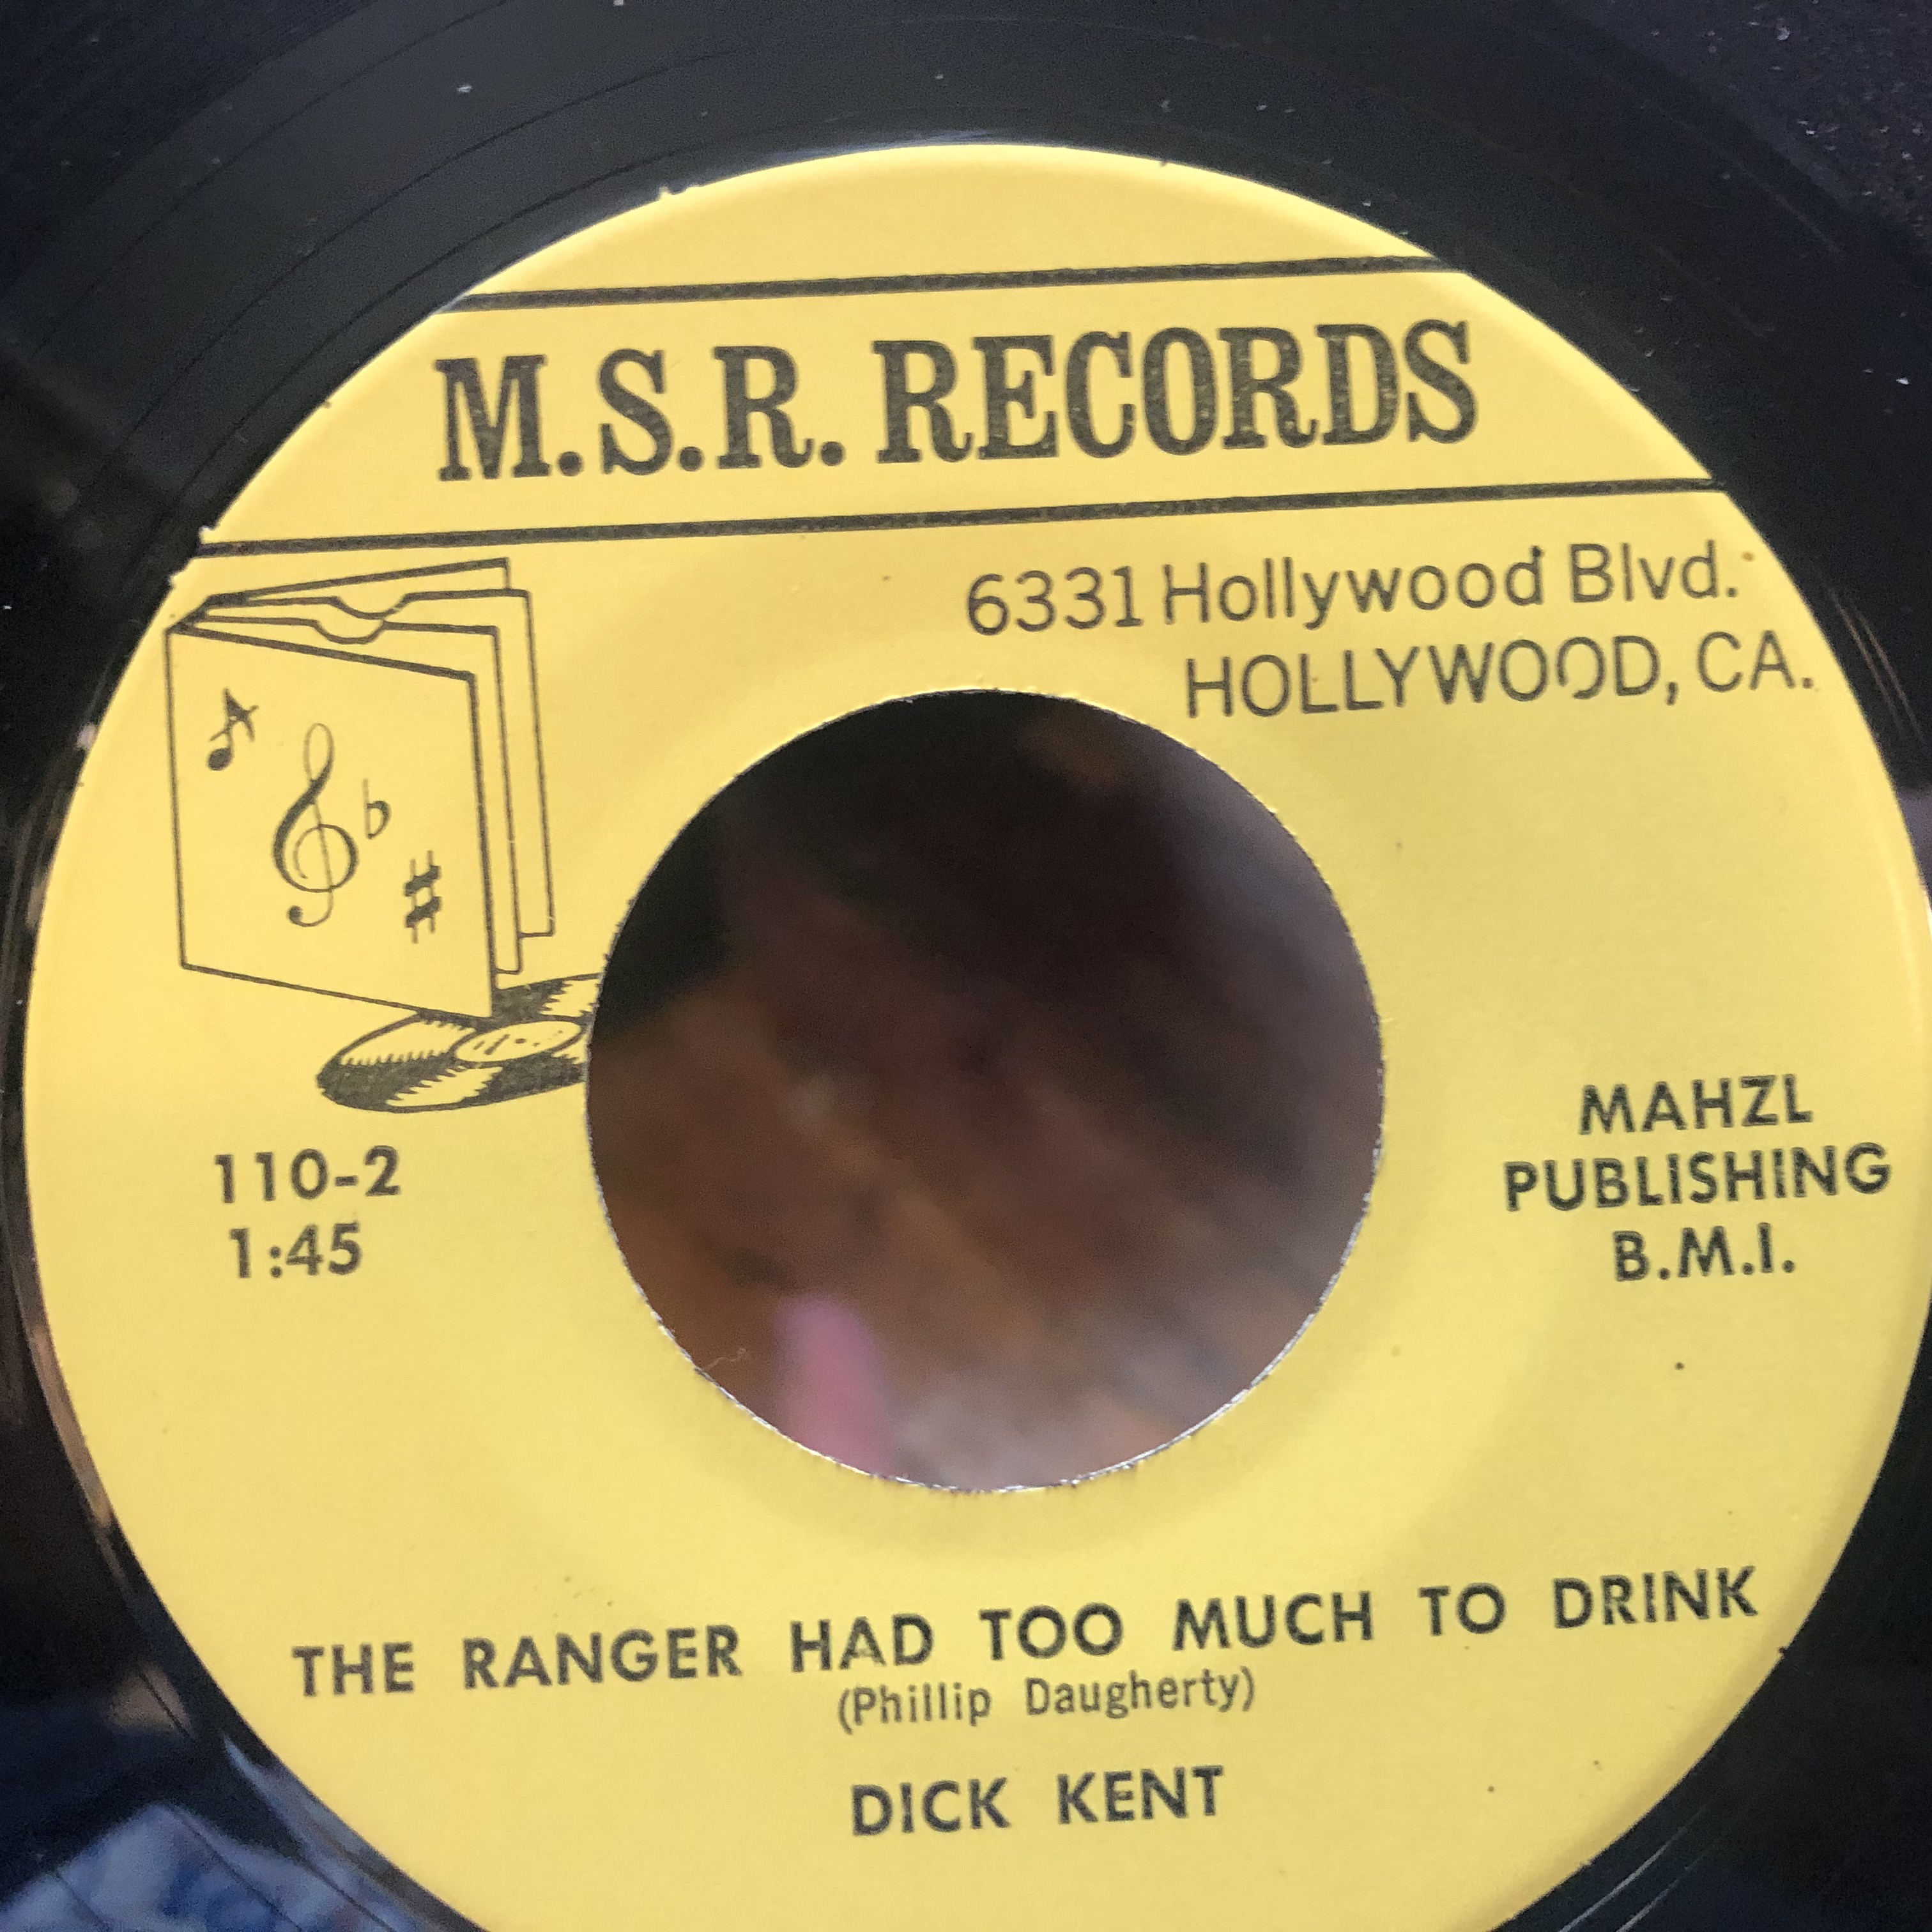 M.S.R. RECORDS
6331 Hollywood Blvd.
HOLLYWOOD, CA.
110-2
1:45
MAHZL
PUBLISHING
B.M.I.
THE RANGER HAD TOO MUCH TO DRINK
(Phillip Daugherty)
DICK KENT